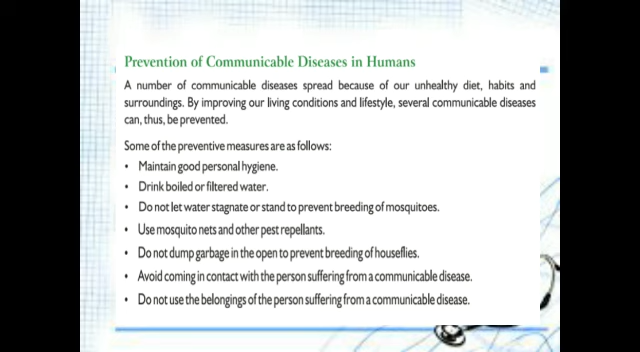 Prevention of Communicable Diseases in Humans
A number of communicable diseases spread because of our unhealthy diet, habits and
surroundings. By improving our living conditions and lifestyle, several communicable diseases
can, thus, be prevented.
Some of the preventive measures are as follows:
• Maintain good personal hygiene.
• Drink boiled or filtered water.
• Do not let water stagnate or stand to prevent breeding of mosquitoes.
• Use mosquito nets and other pest repellants.
• Do not dump garbage in the open to prevent breeding of houseflies.
• Avoid coming in contact with the person suffering from a communicable disease.
• Do not use the belongings of the person suffering from a communicable disease.